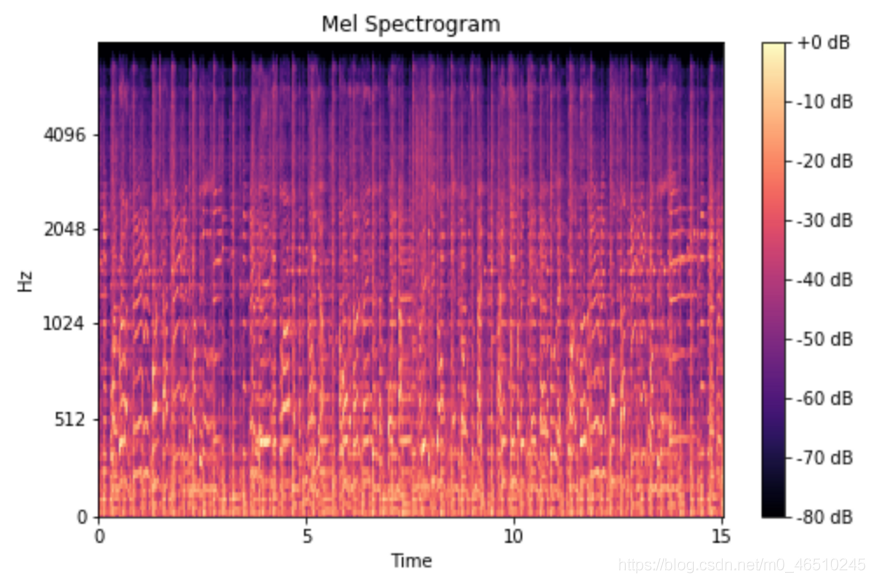 Mel Spectrogram
+0 dB
-10 dB
4096
-20 dB
2048
-30 dB
Hz
-40 dB
1024
-50 dB
-60 dB
512
-70 dB
0
-80 dB
0
5
10
15
Time
https://blog.csdn.net/m0_46510245